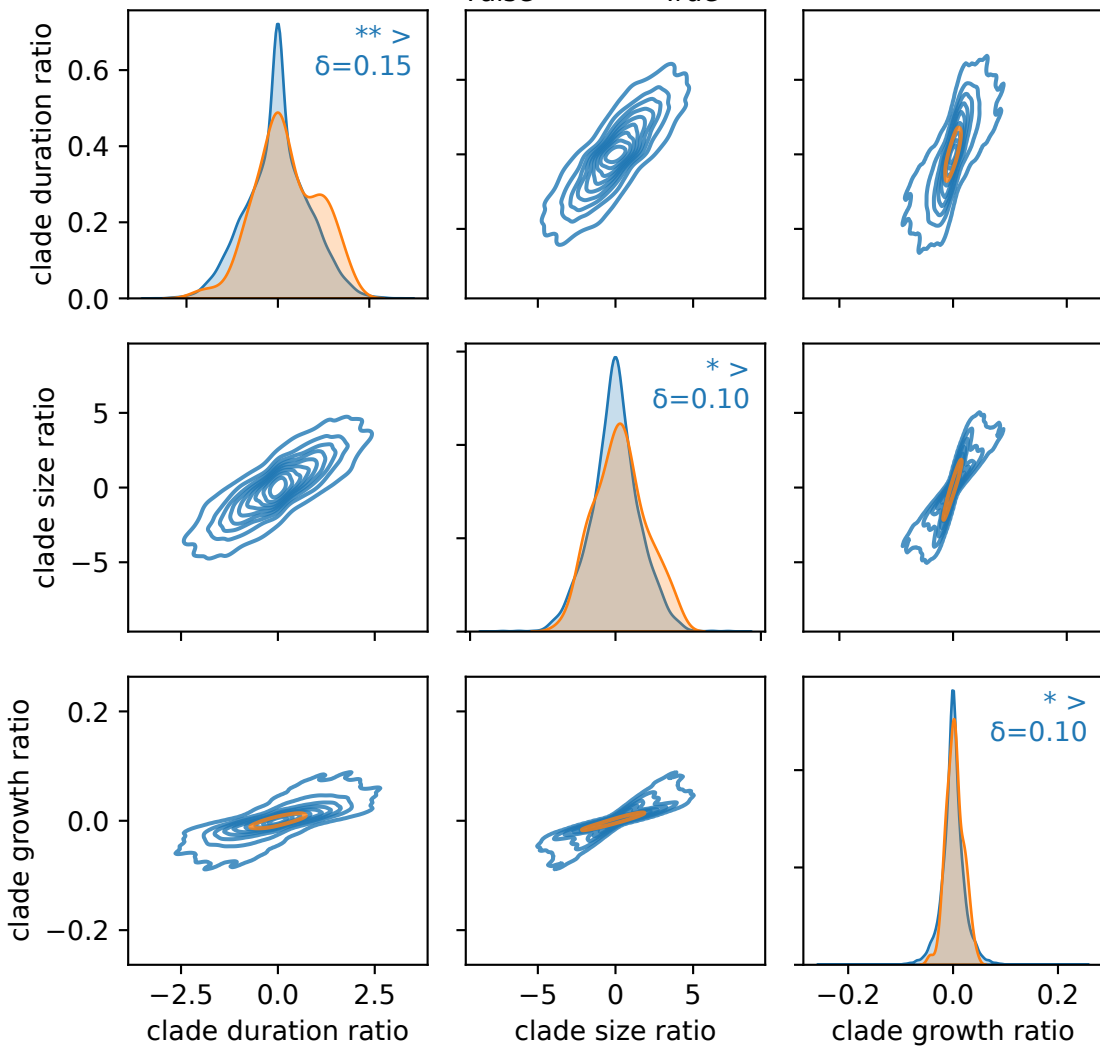 ** >
δ=0.15
clade duration ratio
0.6
0.4
0.2
0.0
* >
δ=0.10
clade size ratio
5
0
−5
* >
δ=0.10
clade growth ratio
0.2
0.0
−0.2
−2.5 0.0 2.5
−5 0 5
−0.2 0.0 0.2
clade duration ratio
clade size ratio
clade growth ratio